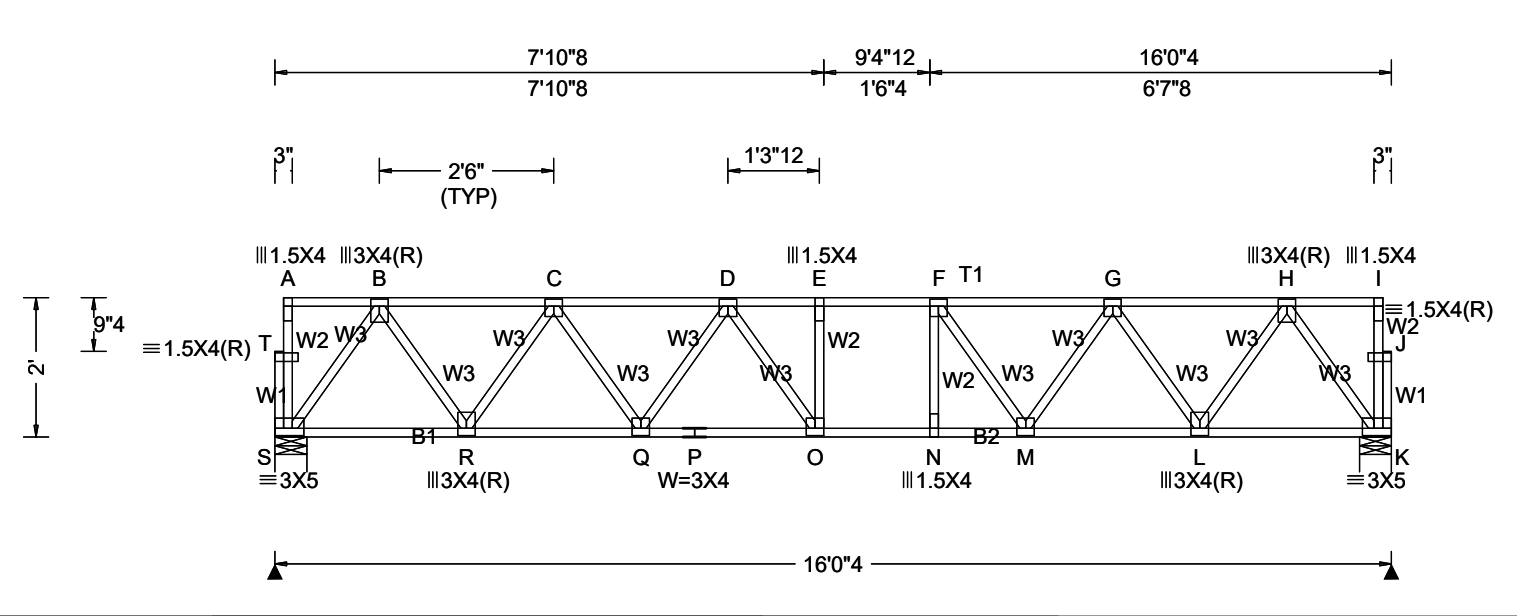 7'10"8 9'4"12 16'0"4
7'10"8 1'6"4 6'7"8
3" 2'6" 1'3"12 3"
(TYP)
≡1.5X4 ≡3X4(R) ≡1.5X4 ≡3X4(R) ≡1.5X4
A B C D E F T1 G H I
≡1.5X4(R)
9"4
W2 W3 W3 W3 W2 W3 W3 W2
T J
≡1.5X4(R)
2'
W3 W3 W3 W2 W3 W3 W3
W1 W1
B1 B2
S R Q P O N M L K
≡3X5 ≡3X4(R) W=3X4 ≡1.5X4 ≡3X4(R) ≡3X5
16'0"4